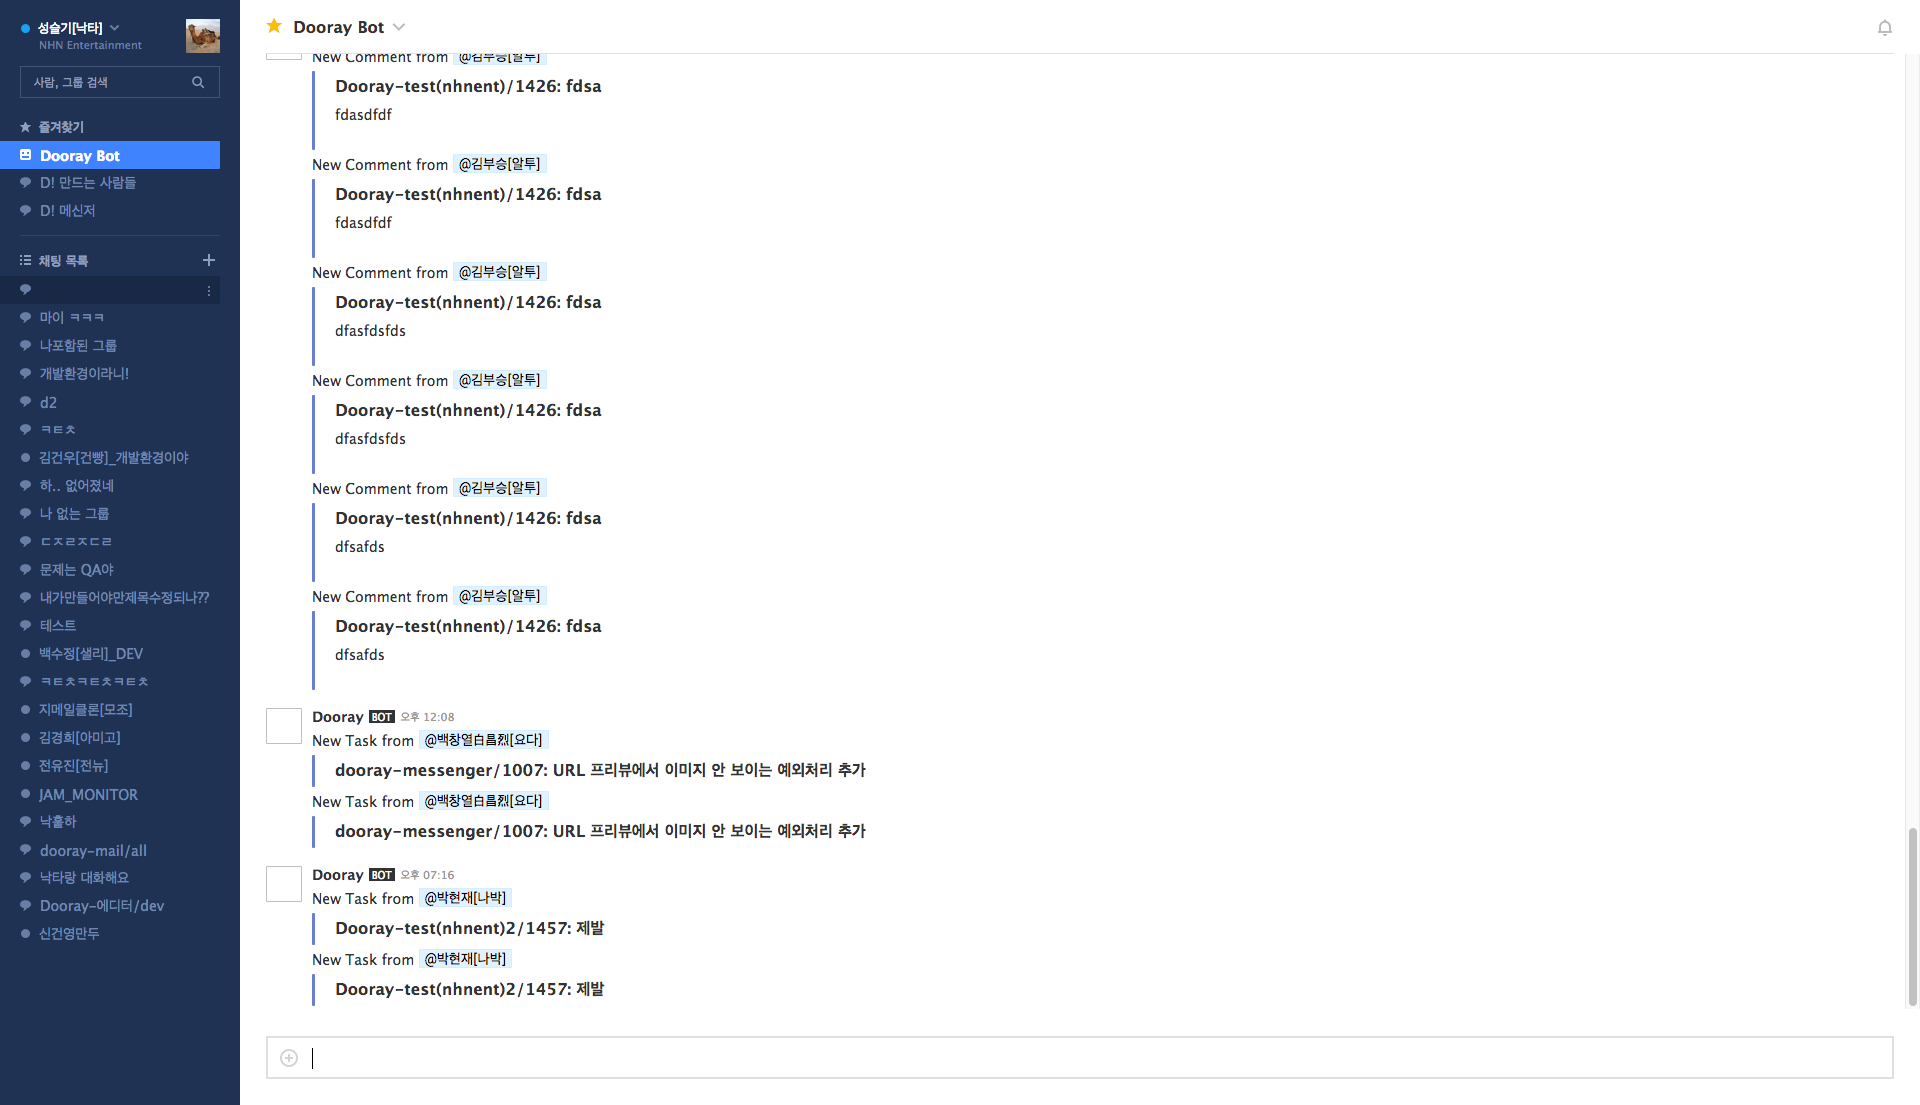 성슬기[낙타]
NHN Entertainment
사람, 그룹 검색
즐겨찾기
Dooray Bot
D! 만드는 사람들
D! 메신저
채팅 목록
마이 ㅋㅋㅋ
나포함된 그룹
개발환경이라니!
d2
ㅋㅌㅊ
김건우[건빵]_개발환경이야
하.. 없어졌네
나 없는 그룹
ㄷㅈㄹㅈㄷㄹ
문제는 QA야
내가만들어야만제목수정되나??
테스트
백수정[샐리]_DEV
ㅋㅌㅊㅋㅌㅊㅋㅌㅊ
지메일클론[모조]
김경희[아미고]
전유진[전뉴]
JAM_MONITOR
낙홀하
dooray-mail/all
낙타랑 대화해요
Dooray-에디터/dev
신건영만두
Dooray Bot
New Comment from @김부승[알투]
Dooray-test(nhnent)/1426: fdsa
fdasdfdf
New Comment from @김부승[알투]
Dooray-test(nhnent)/1426: fdsa
fdasdfdf
New Comment from @김부승[알투]
Dooray-test(nhnent)/1426: fdsa
dfasfdsfds
New Comment from @김부승[알투]
Dooray-test(nhnent)/1426: fdsa
dfasfdsfds
New Comment from @김부승[알투]
Dooray-test(nhnent)/1426: fdsa
dfsafds
New Comment from @김부승[알투]
Dooray-test(nhnent)/1426: fdsa
dfsafds
Dooray BOT 오후 12:08
New Task from @백창열白昌烈[요다]
dooray-messenger/1007: URL 프리뷰에서 이미지 안 보이는 예외처리 추가
New Task from @백창열白昌烈[요다]
dooray-messenger/1007: URL 프리뷰에서 이미지 안 보이는 예외처리 추가
Dooray BOT 오후 07:16
New Task from @박현재[나박]
Dooray-test(nhnent)2/1457: 제발
New Task from @박현재[나박]
Dooray-test(nhnent)2/1457: 제발